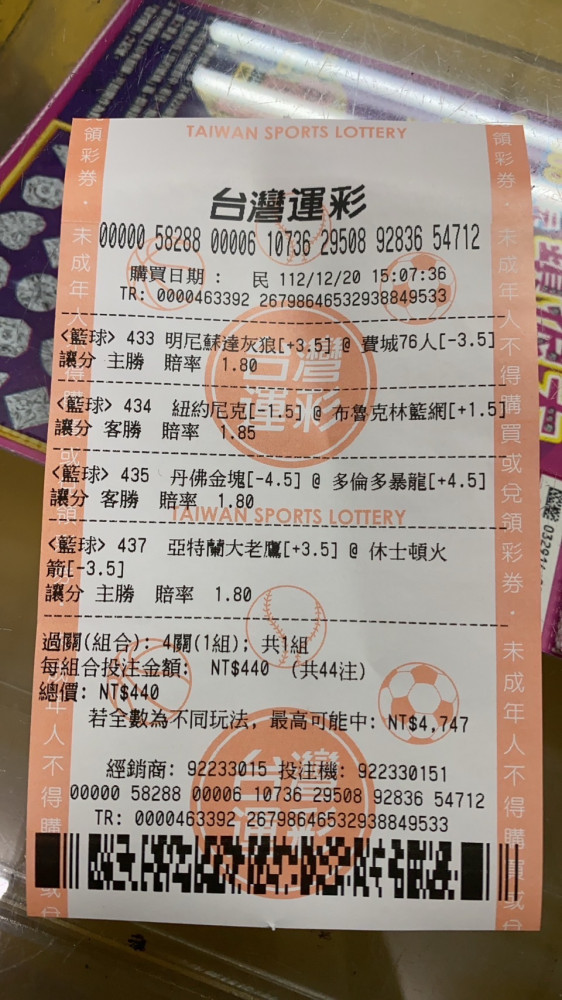 TAIWAN SPORTS LOTTERY
台灣運彩
00000 58288 00006 10736 29508 92836 54712
購買日期 : 民 112/12/20 15:07:36
TR: 0000463392 26798646532938849533
<籃球> 433 明尼蘇達灰狼[+3.5] @ 費城76人[-3.5]
讓分 主勝 賠率 1.80
<籃球> 434 紐約尼克[-1.5] @ 布魯克林籃網[+1.5]
讓分 客勝 賠率 1.85
<籃球> 435 丹佛金塊[-4.5] @ 多倫多暴龍[+4.5]
讓分 客勝 賠率 1.80
TAIWAN SPORTS LOTTERY
<籃球> 437 亞特蘭大老鷹[+3.5] @ 休士頓火
箭[-3.5]
讓分 主勝 賠率 1.80
過關(組合): 4關(1組); 共1組
每組合投注金額: NT$440 (共44注)
總價: NT$440
若全數為不同玩法, 最高可能中: NT$4,747
經銷商: 92233015 投注機: 922330151
00000 58288 00006 10736 29508 92836 54712
TR: 0000463392 26798646532938849533
台灣運彩
領彩券・未成年人不得購買或兌領彩券・未成年人不得購買或兌
領彩券・未成年人